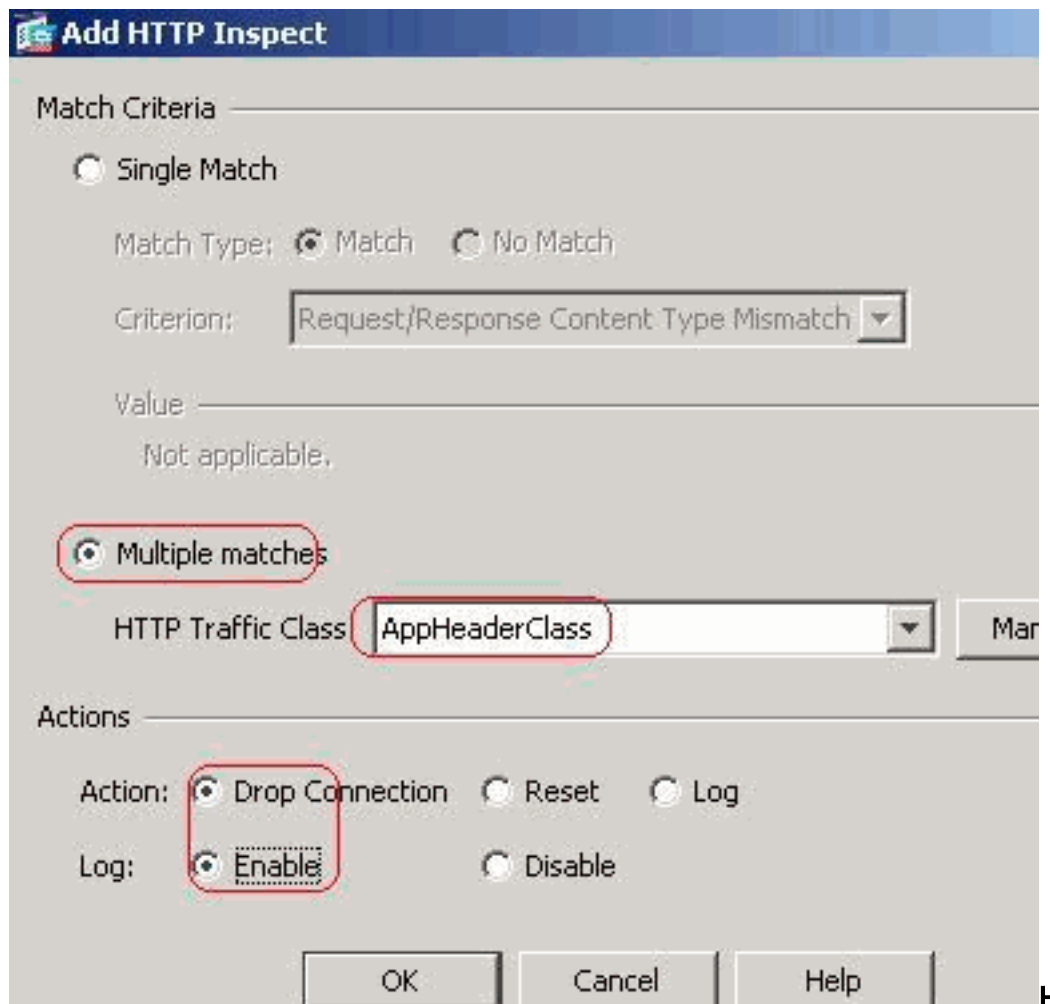 Add HTTP Inspect
Match Criteria
Single Match
Match Type: Match No Match
Criterion: Request/Response Content Type Mismatch
Value
Not applicable.
Multiple matches
HTTP Traffic Class AppHeaderClass Man
Actions
Action: Drop Connection Reset Log
Log: Enable Disable
OK Cancel Help